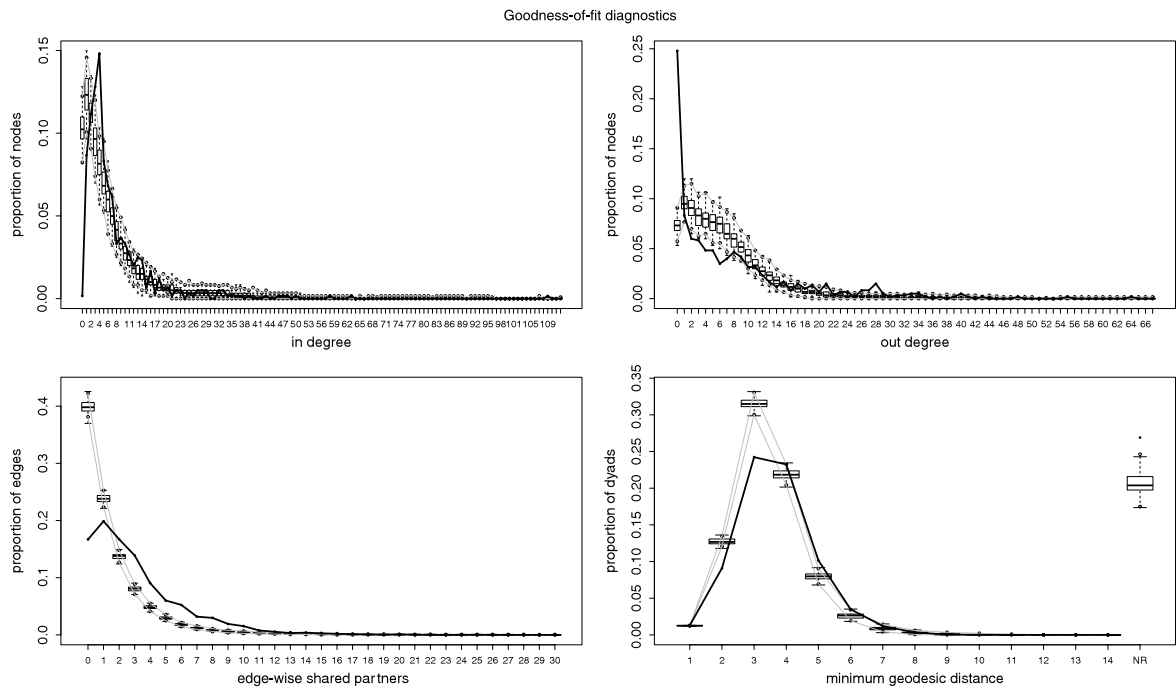 Goodness-of-fit diagnostics
proportion of nodes
0.00 0.05 0.10 0.15
0 2 4 6 8 11 14 17 20 23 26 29 32 35 38 41 44 47 50 53 56 59 62 65 68 71 74 77 80 83 86 89 92 95 98 101 105 109
in degree
proportion of nodes
0.00 0.05 0.10 0.15 0.20 0.25
0 2 4 6 8 10 12 14 16 18 20 22 24 26 28 30 32 34 36 38 40 42 44 46 48 50 52 54 56 58 60 62 64 66
out degree
proportion of edges
0.0 0.1 0.2 0.3 0.4
0 1 2 3 4 5 6 7 8 9 10 11 12 13 14 15 16 17 18 19 20 21 22 23 24 25 26 27 28 29 30
edge-wise shared partners
proportion of dyads
0.00 0.05 0.10 0.15 0.20 0.25 0.30 0.35
1 2 3 4 5 6 7 8 9 10 11 12 13 14 NR
minimum geodesic distance